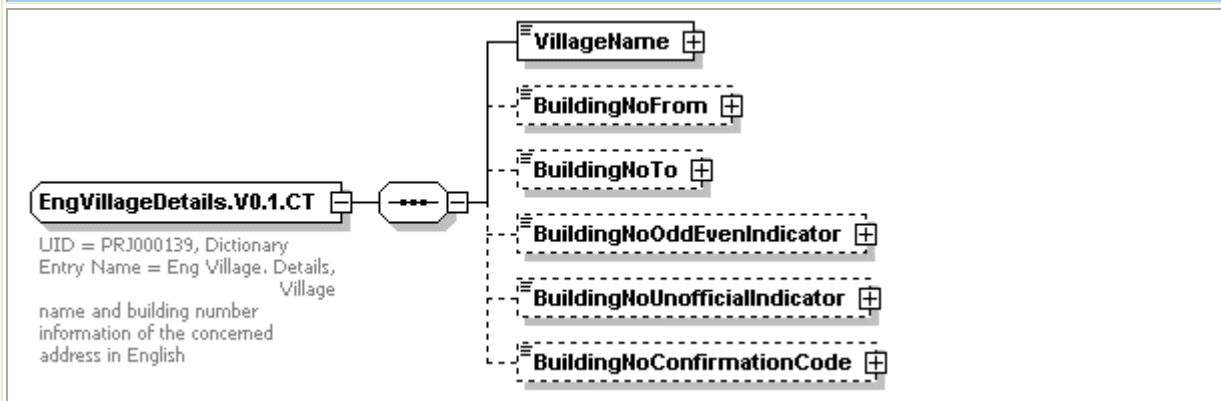 VillageName
BuildingNoFrom
BuildingNoTo
EngVillageDetails.V0.1.CT
UID = PRJ000139, Dictionary
Entry Name = Eng Village. Details,
Village
name and building number
information of the concerned
address in English
BuildingNoOddEvenIndicator
BuildingNoUnofficialIndicator
BuildingNoConfirmationCode